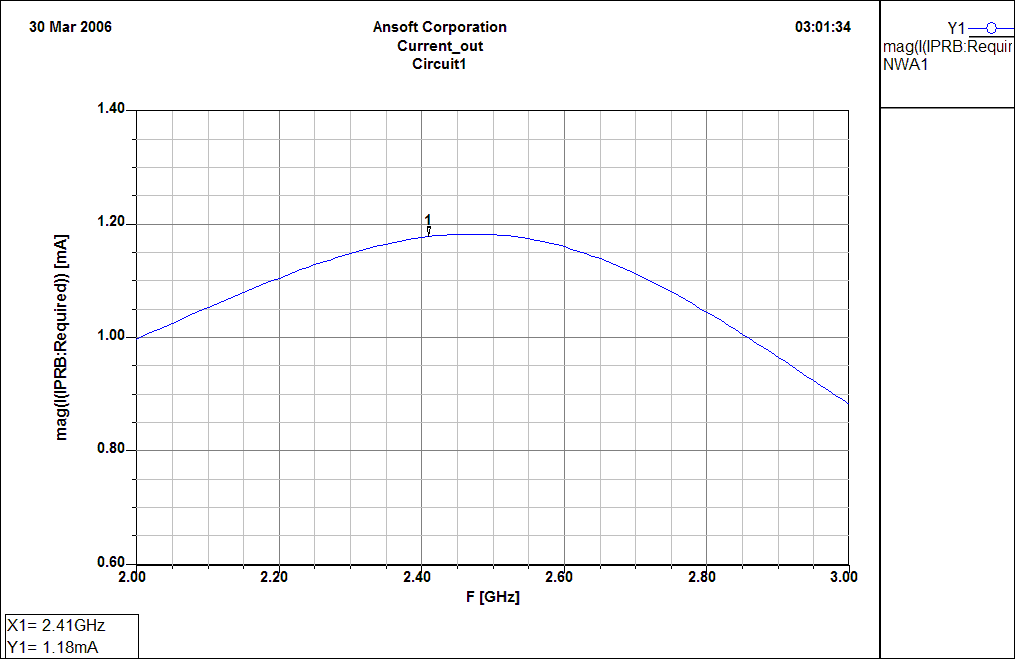 30 Mar 2006
Ansoft Corporation
03:01:34
Current_out
Circuit1
Y1
mag(I(IPRB:Requir
NWA1
1.40
1.20
1.00
0.80
0.60
mag(I(IPRB:Required)) [mA]
1
2.00
2.20
2.40
2.60
2.80
3.00
F [GHz]
X1= 2.41GHz
Y1= 1.18mA